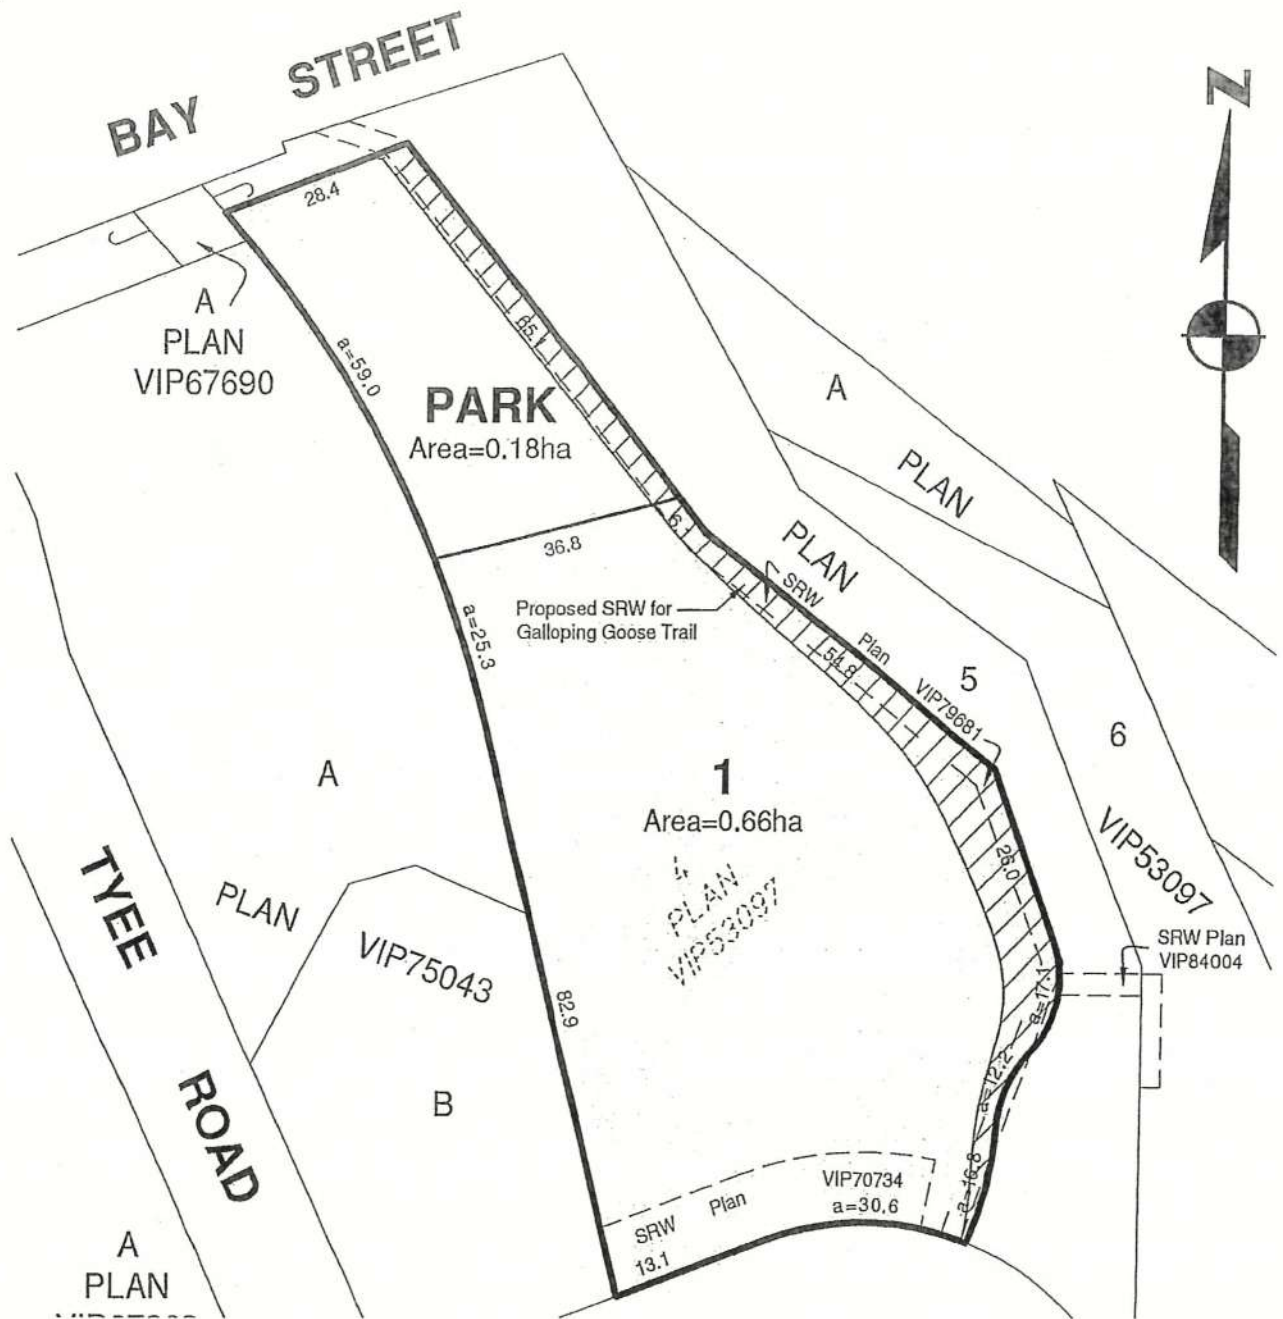 BAY STREET
N
28.4
A
PLAN
VIP67690
a=59.0
65.1
PARK
Area=0.18ha
A
PLAN
36.8
6.1
PLAN
SRW
Plan
VIP79681
Proposed SRW for
Galloping Goose Trail
54.8
5
6
a=25.3
1
Area=0.66ha
4
PLAN
VIP53097
26.0
VIP53097
SRW Plan
VIP84004
A
PLAN
VIP75043
TYEE ROAD
82.9
a=17.1
a=12.2
B
a=16.8
VIP70734
a=30.6
SRW Plan
13.1
A
PLAN